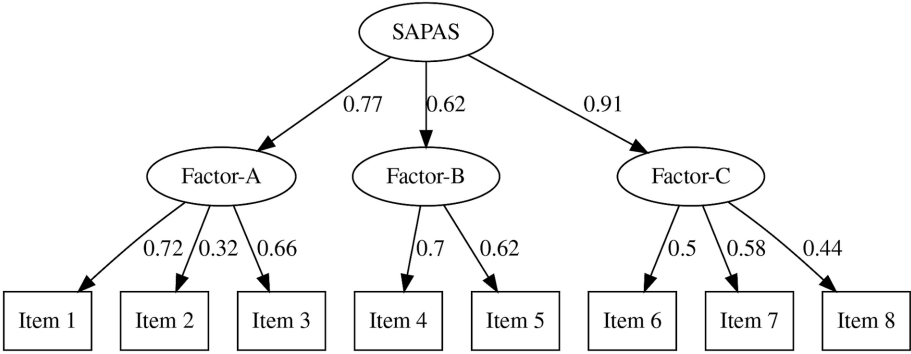 SAPAS
0.77 0.62 0.91
Factor-A Factor-B Factor-C
0.72 0.32 0.66 0.7 0.62 0.5 0.58 0.44
Item 1 Item 2 Item 3 Item 4 Item 5 Item 6 Item 7 Item 8